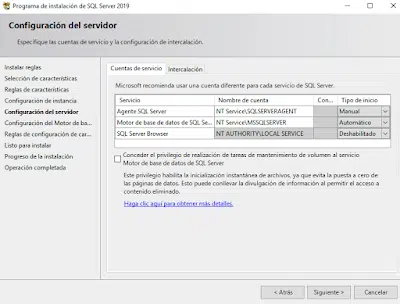 Programa de instalación de SQL Server 2019
Configuración del servidor
Especifique las cuentas de servicio y la configuración de intercalación.
Instalar reglas
Selección de características
Reglas de características
Configuración de instancia
Configuración del servidor
Configuración del Motor de ba...
Reglas de configuración de car...
Listo para instalar
Progreso de la instalación
Operación completada
Cuentas de servicio Intercalación
Microsoft recomienda usar una cuenta diferente para cada servicio de SQL Server.
Servicio Nombre de cuenta Con... Tipo de inicio
Agente SQL Server NT Service\SQLSERVERAGENT Manual
Motor de base de datos de SQL Se... NT Service\MSSQLSERVER Automático
SQL Server Browser NT AUTHORITY\LOCAL SERVICE Deshabilitado
Conceder el privilegio de realización de tareas de mantenimiento de volumen al servicio
Motor de base de datos de SQL Server
Este privilegio habilita la inicialización instantánea de archivos, ya que evita la puesta a cero de
las páginas de datos. Esto puede conllevar la divulgación de información al permitir el acceso a
contenido eliminado.
Haga clic aquí para obtener más detalles.
< Atrás Siguiente > Cancelar